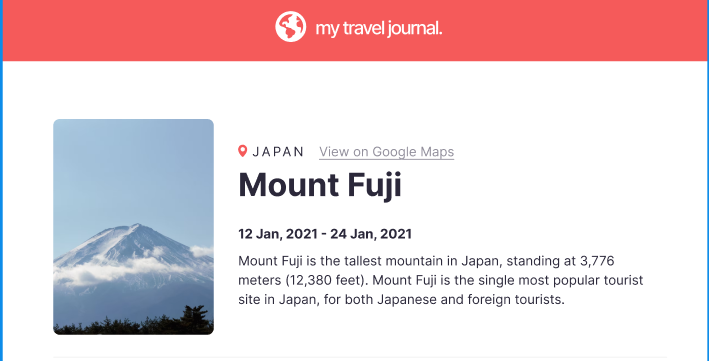 my travel journal.
JAPAN View on Google Maps
Mount Fuji
12 Jan, 2021 - 24 Jan, 2021
Mount Fuji is the tallest mountain in Japan, standing at 3,776
meters (12,380 feet). Mount Fuji is the single most popular tourist
site in Japan, for both Japanese and foreign tourists.